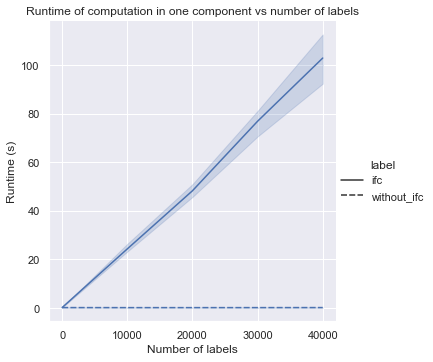 Runtime of computation in one component vs number of labels
Runtime (s)
100
80
60
40
20
0
0 10000 20000 30000 40000
Number of labels
label
ifc
without_ifc